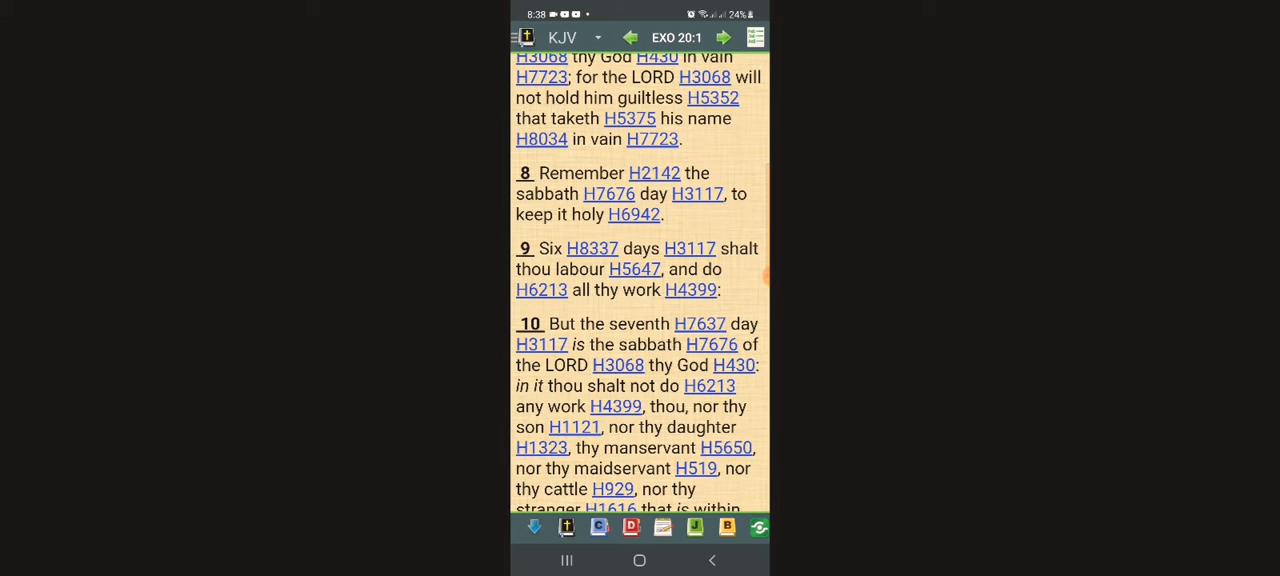 8:38 24%
KJV EXO 20:1
H3068 thy God H430 in vain
H7723; for the LORD H3068 will
not hold him guiltless H5352
that taketh H5375 his name
H8034 in vain H7723.
8 Remember H2142 the
sabbath H7676 day H3117, to
keep it holy H6942.
9 Six H8337 days H3117 shalt
thou labour H5647, and do
H6213 all thy work H4399:
10 But the seventh H7637 day
H3117 is the sabbath H7676 of
the LORD H3068 thy God H430:
in it thou shalt not do H6213
any work H4399, thou, nor thy
son H1121, nor thy daughter
H1323, thy manservant H5650,
nor thy maidservant H519, nor
thy cattle H929, nor thy
stranger H1616 that is within
C D J B